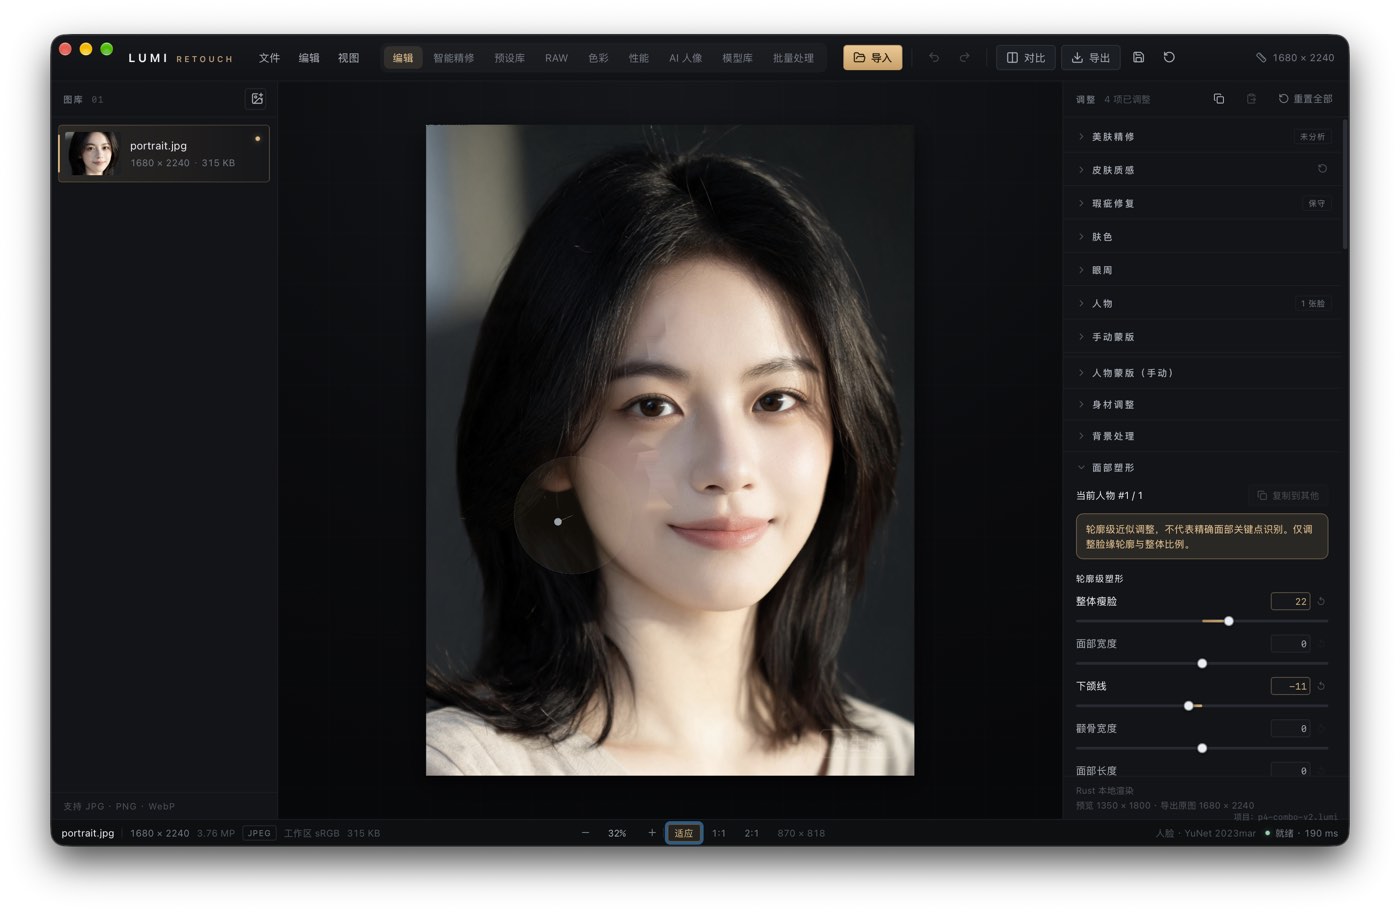 LUMI RETOUCH
文件 编辑 视图
编辑 智能精修 预设库 RAW 色彩 性能 AI 人像 模型库 批量处理
导入
对比
导出
1680 × 2240
图库 01
portrait.jpg
1680 × 2240 · 315 KB
支持 JPG · PNG · WebP
调整 4 项已调整
重置全部
美肤精修 未分析
皮肤质感
瑕疵修复 保守
肤色
眼周
人物 1 张脸
手动蒙版
人物蒙版（手动）
身材调整
背景处理
面部塑形
当前人物 #1 / 1 复制到其他
轮廓级近似调整，不代表精确面部关键点识别。仅调
整脸缘轮廓与整体比例。
轮廓级塑形
整体瘦脸 22
面部宽度 0
下颌线 -11
颧骨宽度 0
面部长度 0
Rust 本地渲染
预览 1350 × 1800 · 导出原图 1680 × 2240
项目: p4-combo-v2.lumi
portrait.jpg 1680 × 2240 3.76 MP JPEG 工作区 sRGB 315 KB
− 32% + 适应 1:1 2:1 870 × 818
人脸 · YuNet 2023mar 就绪 · 190 ms